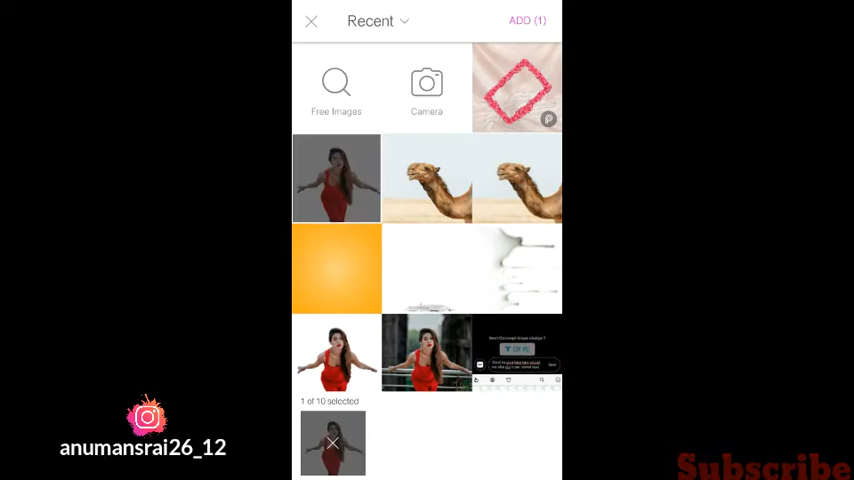 Recent
ADD (1)
Free Images
Camera
1 of 10 selected
anumansrai26_12
Subscribe